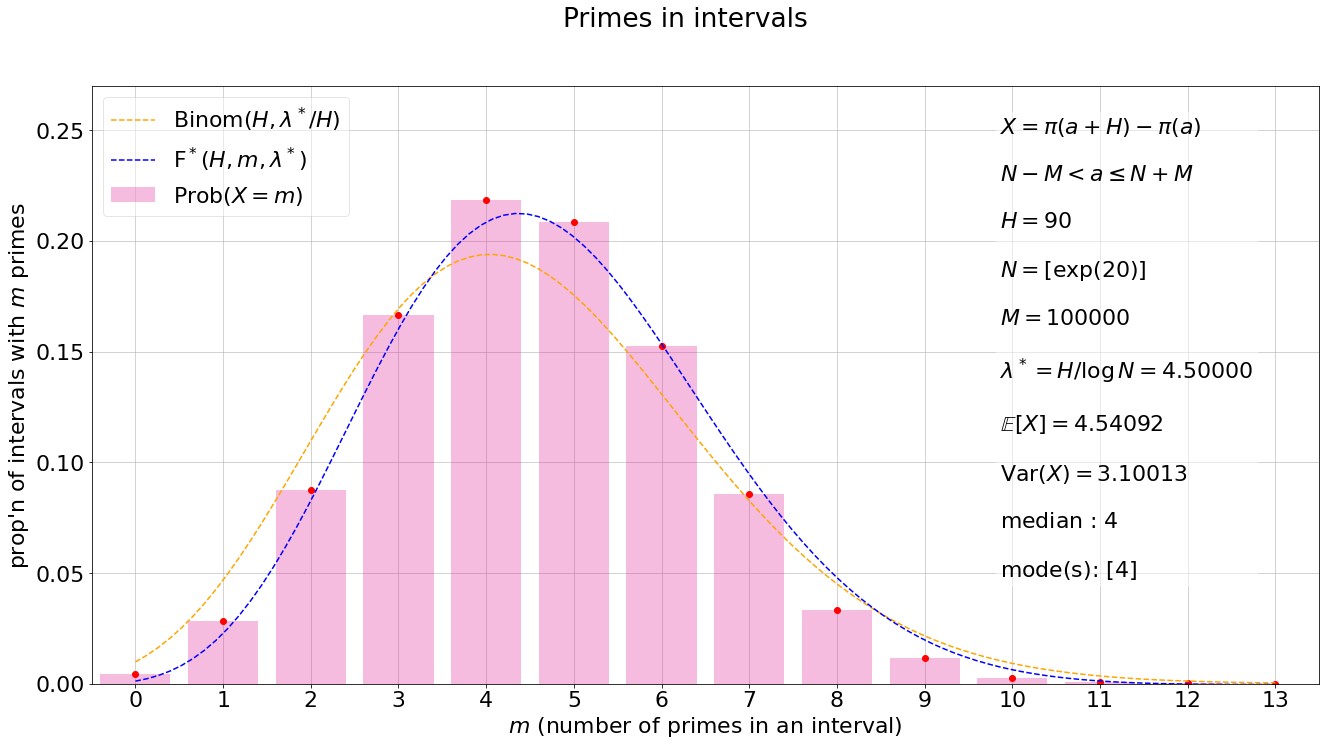 Primes in intervals
Binom(H, λ*/H)
F*(H, m, λ*)
Prob(X = m)
X = π(a + H) − π(a)
N − M < a ≤ N + M
H = 90
N = [exp(20)]
M = 100000
λ* = H/log N = 4.50000
𝔼[X] = 4.54092
Var(X) = 3.10013
median : 4
mode(s): [4]
0.25
0.20
0.15
0.10
0.05
0.00
prop'n of intervals with m primes
0 1 2 3 4 5 6 7 8 9 10 11 12 13
m (number of primes in an interval)